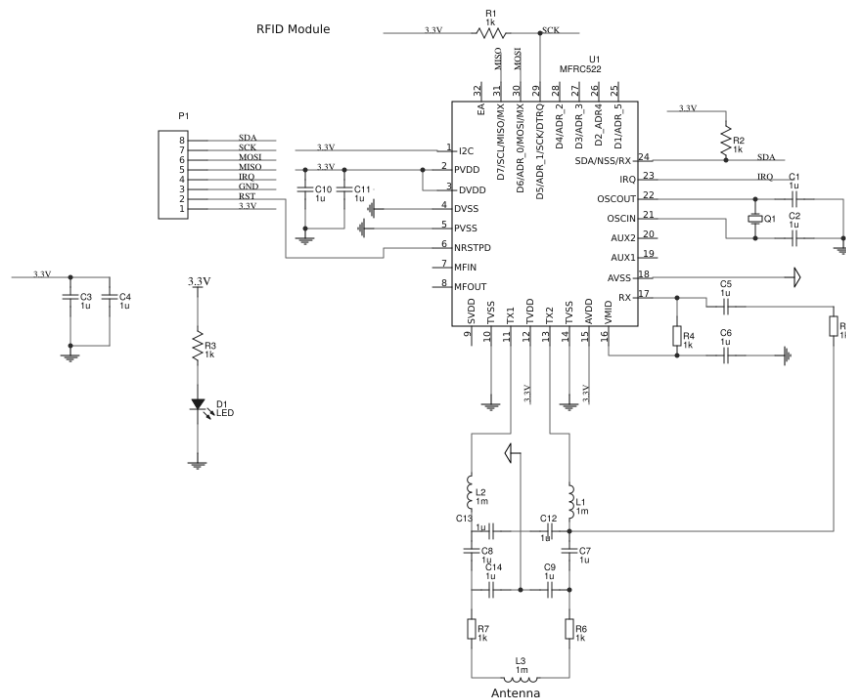 RFID Module
R1
1k
3.3V
SCK
U1
MFRC522
MISO
MOSI
32
31
30
29
28
27
26
25
EA
D7/SCL/MISO/MX
D6/ADR_0/MOSI/MX
D5/ADR_1/SCK/DTRQ
D4/ADR_2
D3/ADR_3
D2_ADR4
D1/ADR_5
3.3V
R2
1k
P1
8 SDA
7 SCK
6 MOSI
5 MISO
4 IRQ
3 GND
2 RST
1 3.3V
3.3V
1 I2C
3.3V
2 PVDD
3 DVDD
4 DVSS
5 PVSS
6 NRSTPD
7 MFIN
8 MFOUT
C10
1u
C11
1u
SDA/NSS/RX 24 SDA
IRQ 23 IRQ
OSCOUT 22
OSCIN 21
AUX2 20
AUX1 19
AVSS 18
RX 17
C1
1u
Q1
C2
1u
C5
1u
R4
1k
C6
1u
R
3.3V
C3
1u
C4
1u
3.3V
R3
1k
D1
LED
SVDD
TVSS
TX1
TVDD
TX2
TVSS
AVDD
VMID
9
10
11
12
13
14
15
16
3.3V
3.3V
L2
1m
L1
1m
C13
1u
C12
1u
C8
1u
C7
1u
C14
1u
C9
1u
R7
1k
R6
1k
L3
1m
Antenna